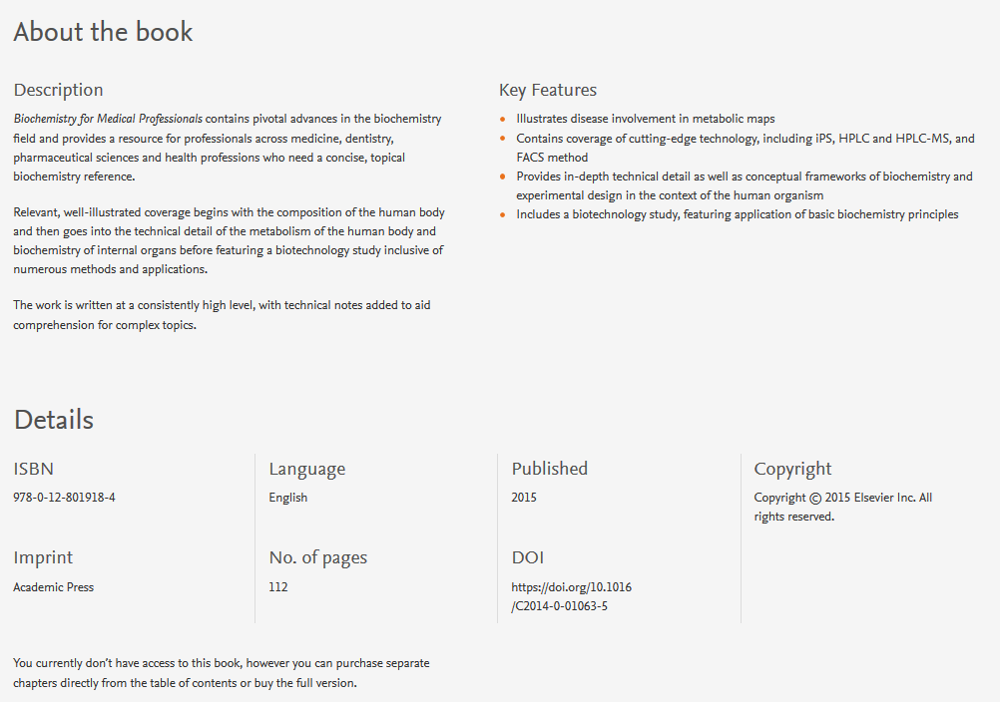 About the book
Description
Biochemistry for Medical Professionals contains pivotal advances in the biochemistry
field and provides a resource for professionals across medicine, dentistry,
pharmaceutical sciences and health professions who need a concise, topical
biochemistry reference.
Relevant, well-illustrated coverage begins with the composition of the human body
and then goes into the technical detail of the metabolism of the human body and
biochemistry of internal organs before featuring a biotechnology study inclusive of
numerous methods and applications.
The work is written at a consistently high level, with technical notes added to aid
comprehension for complex topics.
Key Features
• Illustrates disease involvement in metabolic maps
• Contains coverage of cutting-edge technology, including iPS, HPLC and HPLC-MS, and
FACS method
• Provides in-depth technical detail as well as conceptual frameworks of biochemistry and
experimental design in the context of the human organism
• Includes a biotechnology study, featuring application of basic biochemistry principles
Details
ISBN
978-0-12-801918-4
Language
English
Published
2015
Copyright
Copyright © 2015 Elsevier Inc. All
rights reserved.
Imprint
Academic Press
No. of pages
112
DOI
https://doi.org/10.1016
/C2014-0-01063-5
You currently don't have access to this book, however you can purchase separate
chapters directly from the table of contents or buy the full version.